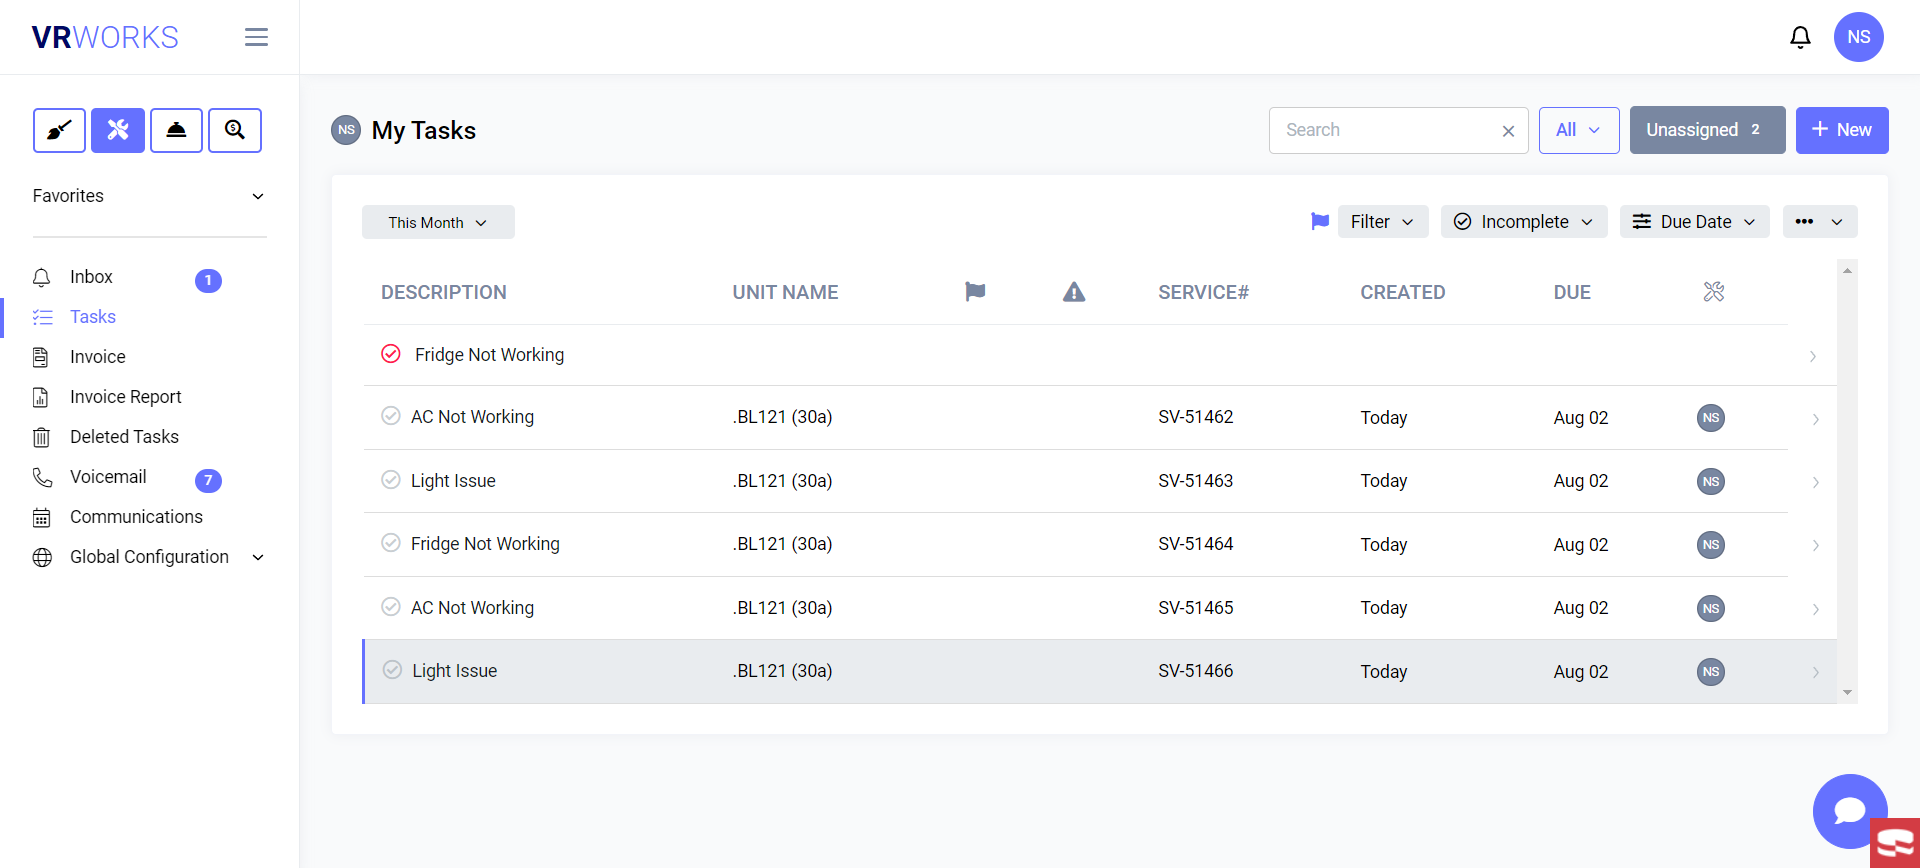 VRWORKS
NS
NS My Tasks
Search
All
Unassigned 2
+ New
Favorites
Inbox 1
Tasks
Invoice
Invoice Report
Deleted Tasks
Voicemail 7
Communications
Global Configuration
This Month
Filter
Incomplete
Due Date
DESCRIPTION UNIT NAME SERVICE# CREATED DUE
Fridge Not Working
AC Not Working .BL121 (30a) SV-51462 Today Aug 02 NS
Light Issue .BL121 (30a) SV-51463 Today Aug 02 NS
Fridge Not Working .BL121 (30a) SV-51464 Today Aug 02 NS
AC Not Working .BL121 (30a) SV-51465 Today Aug 02 NS
Light Issue .BL121 (30a) SV-51466 Today Aug 02 NS